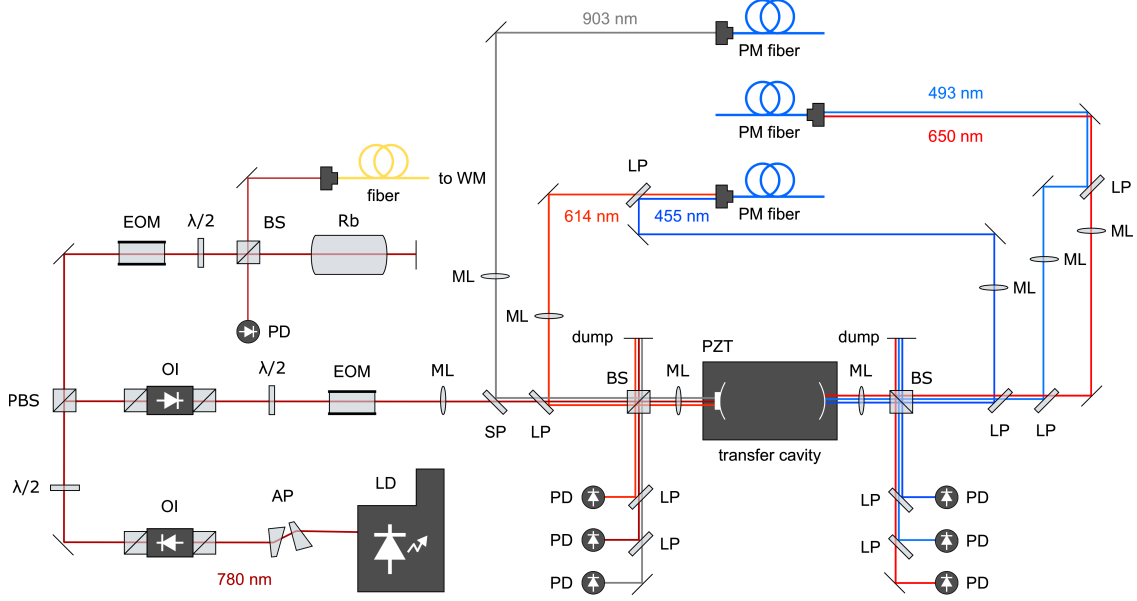 903 nm
PM fiber
493 nm
PM fiber
650 nm
LP
to WM
fiber
LP
614 nm
455 nm
PM fiber
EOM
λ/2
BS
Rb
ML
ML
ML
ML
ML
PD
dump
PZT
dump
OI
λ/2
EOM
ML
BS
ML
ML
BS
PBS
SP
LP
LP
LP
transfer cavity
λ/2
OI
AP
LD
PD
LP
LP
PD
PD
LP
LP
PD
PD
PD
780 nm